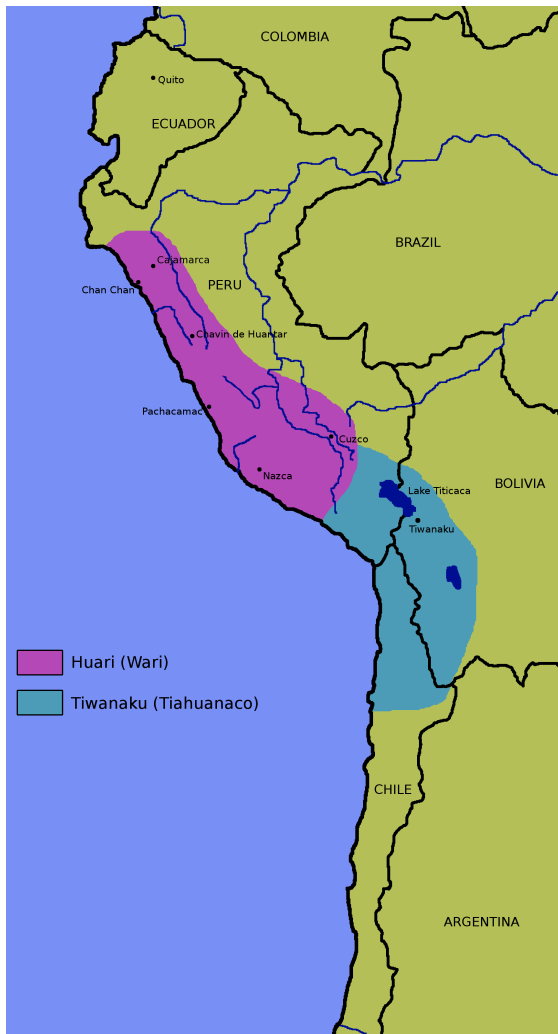 COLOMBIA
Quito
ECUADOR
BRAZIL
Cajamarca
PERU
Chan Chan
Chavin de Huantar
Pachacamac
Cuzco
Nazca
BOLIVIA
Lake Titicaca
Tiwanaku
Huari (Wari)
Tiwanaku (Tiahuanaco)
CHILE
ARGENTINA